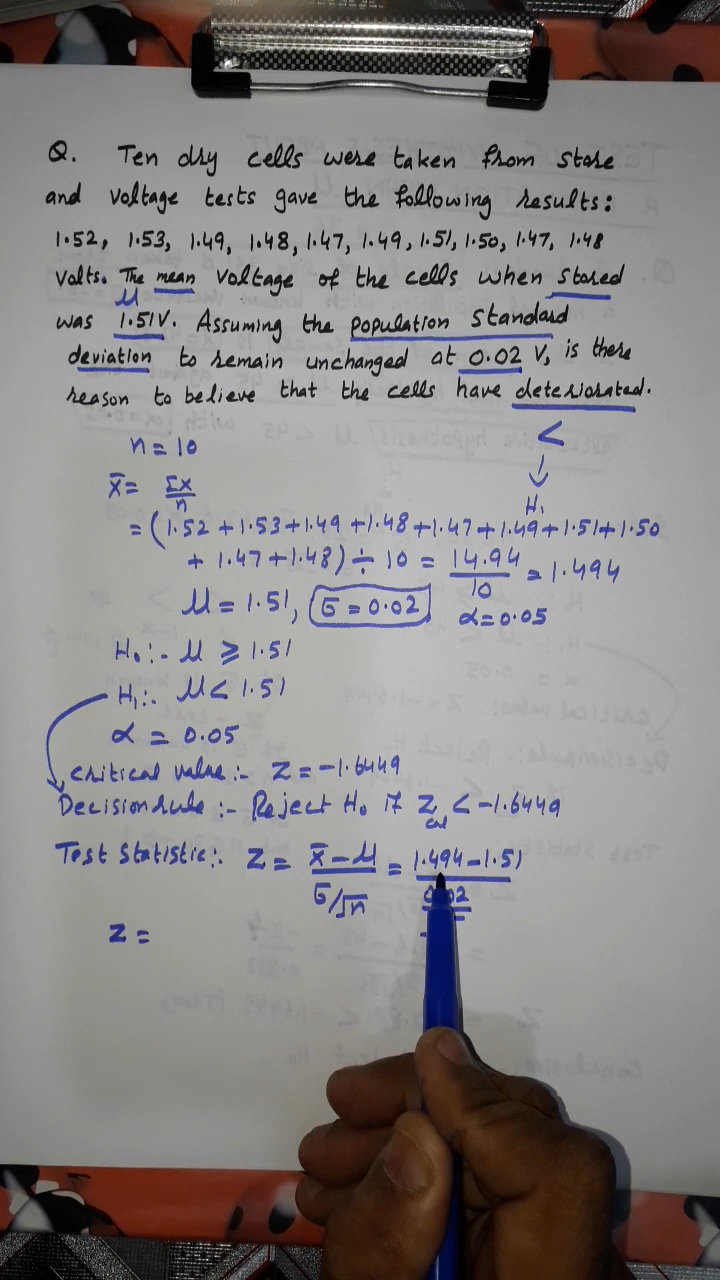 Q. Ten dry cells were taken from store
and voltage tests gave the following results:
1.52, 1.53, 1.49, 1.48, 1.47, 1.49, 1.51, 1.50, 1.47, 1.48
volts. The mean voltage of the cells when stored
μ
was 1.51V. Assuming the population standard
deviation to remain unchanged at 0.02 V, is there
reason to believe that the cells have deteriorated.
n = 10
<
↓
H₁
x̄ = Σx/n
= (1.52 + 1.53 + 1.49 + 1.48 + 1.47 + 1.49 + 1.51 + 1.50
+ 1.47 + 1.48) ÷ 10 = 14.94/10 = 1.494
μ = 1.51, σ = 0.02 α = 0.05
H₀ :- μ ≥ 1.51
H₁ :- μ < 1.51
α = 0.05
Critical value :- Z = -1.6449
Decision rule :- Reject H₀ if Z cal < -1.6449
Test Statistic :- Z = x̄ - μ / σ/√n = 1.494 - 1.51 / 0.02
Z =